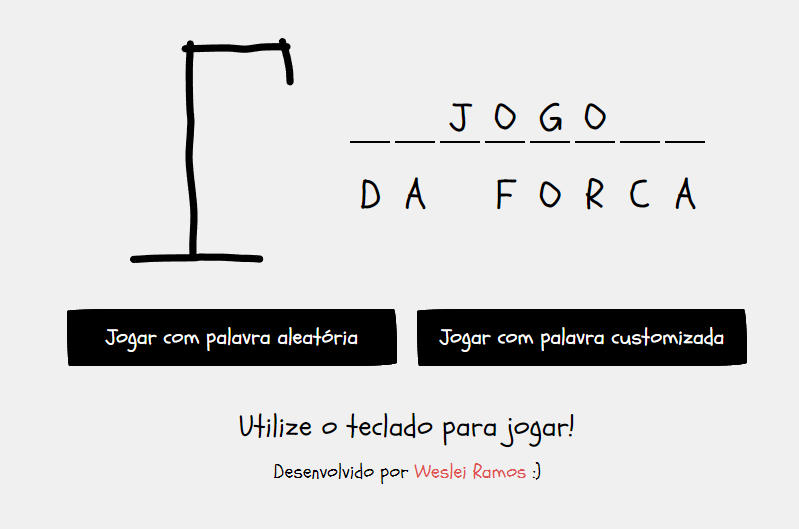 JOGO
DA FORCA
Jogar com palavra aleatória
Jogar com palavra customizada
Utilize o teclado para jogar!
Desenvolvido por Weslei Ramos :)